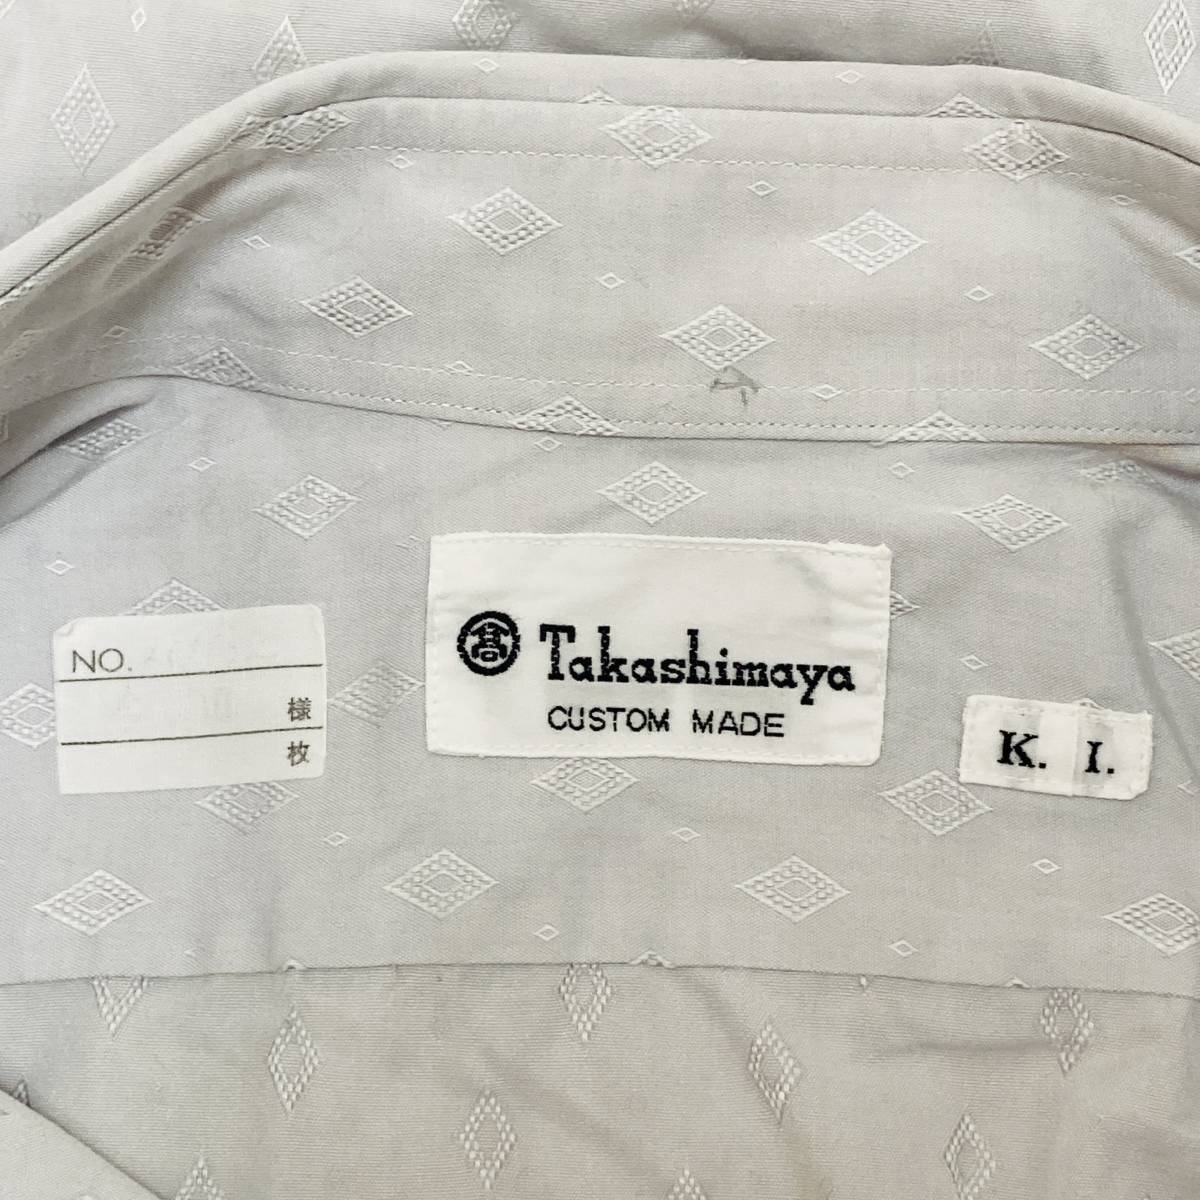 NO.
様
枚
髙 Takashimaya
CUSTOM MADE
K. I.